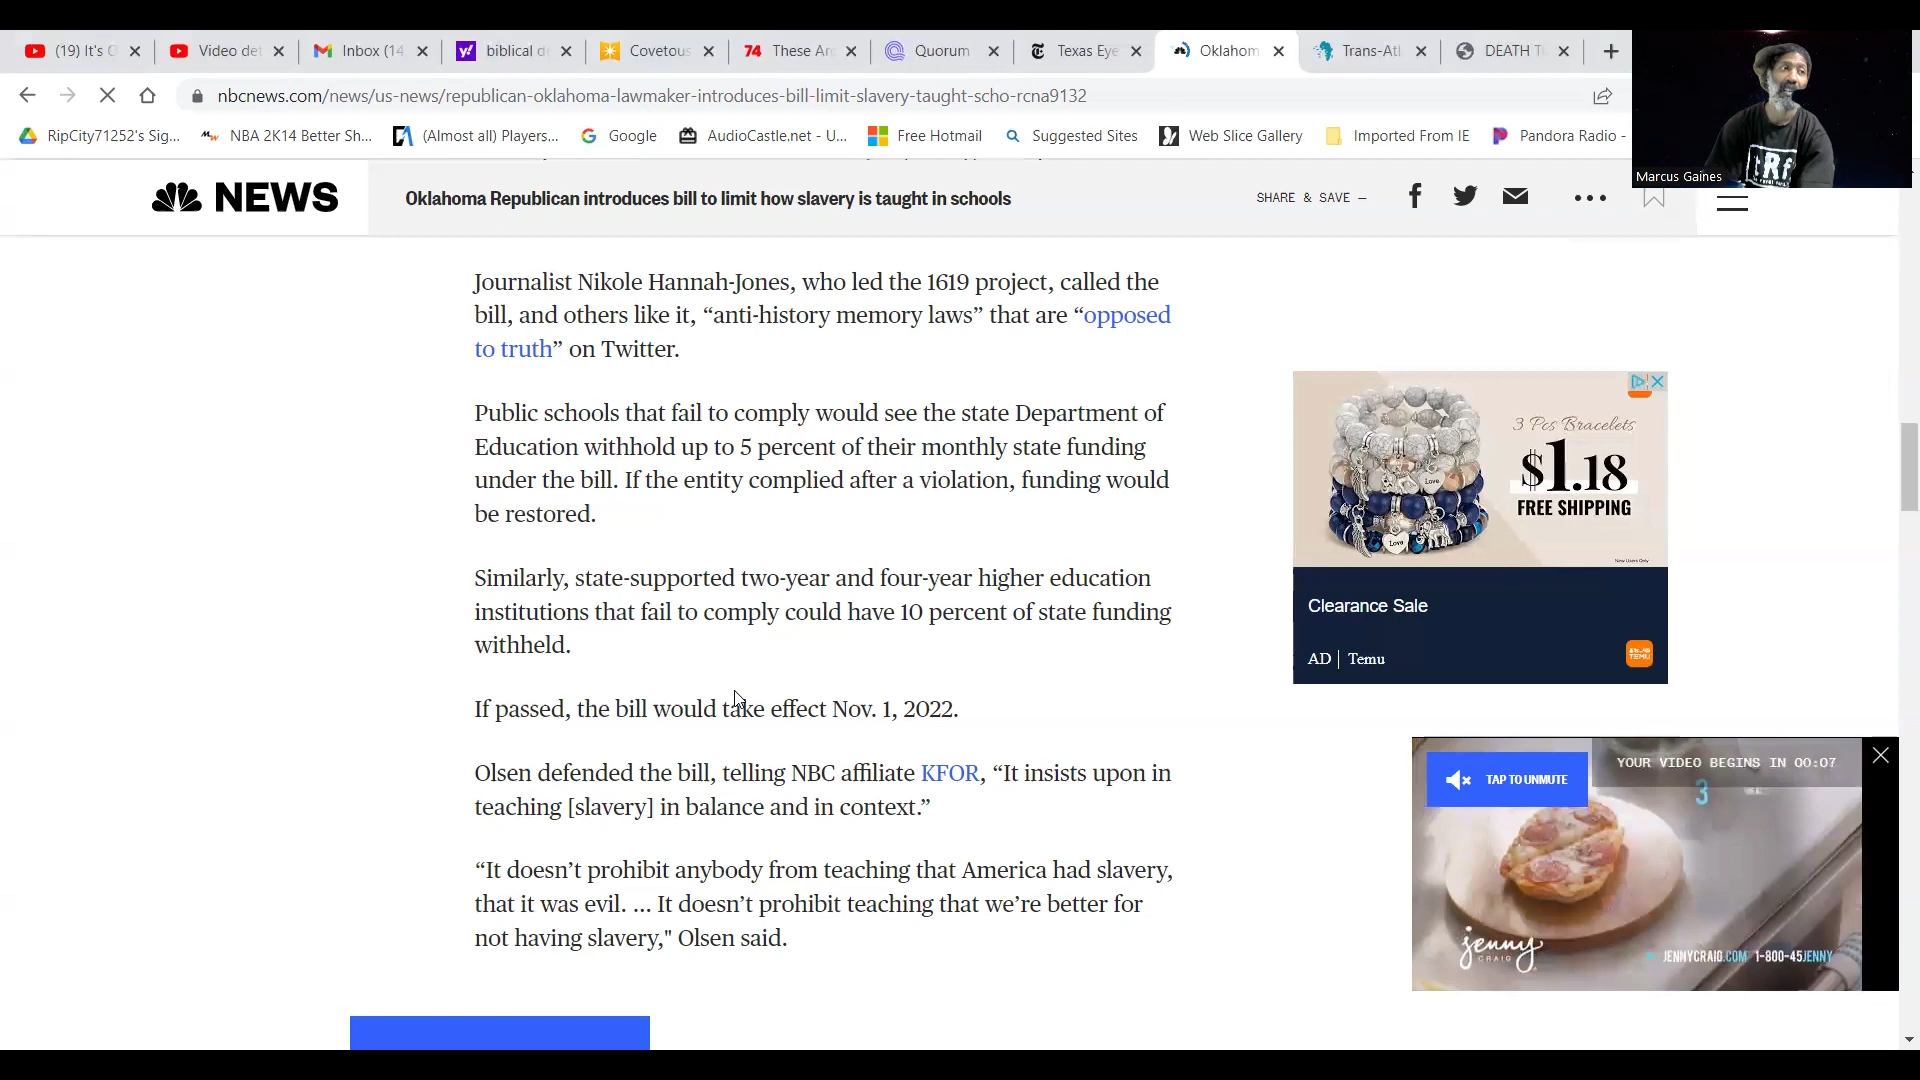 (19) It's
Video det
Inbox (14
biblical d
Covetous
74 These Ar
Quorum
Texas Eye
Oklahom
Trans-Atl
DEATH T
nbcnews.com/news/us-news/republican-oklahoma-lawmaker-introduces-bill-limit-slavery-taught-scho-rcna9132
RipCity71252's Sig...
NBA 2K14 Better Sh...
(Almost all) Players...
Google
AudioCastle.net - U...
Free Hotmail
Suggested Sites
Web Slice Gallery
Imported From IE
Pandora Radio -
Marcus Gaines
NEWS
Oklahoma Republican introduces bill to limit how slavery is taught in schools
SHARE & SAVE —
Journalist Nikole Hannah-Jones, who led the 1619 project, called the
bill, and others like it, “anti-history memory laws” that are “opposed
to truth” on Twitter.
Public schools that fail to comply would see the state Department of
Education withhold up to 5 percent of their monthly state funding
under the bill. If the entity complied after a violation, funding would
be restored.
Similarly, state-supported two-year and four-year higher education
institutions that fail to comply could have 10 percent of state funding
withheld.
If passed, the bill would take effect Nov. 1, 2022.
Olsen defended the bill, telling NBC affiliate KFOR, “It insists upon in
teaching [slavery] in balance and in context.”
“It doesn’t prohibit anybody from teaching that America had slavery,
that it was evil. ... It doesn’t prohibit teaching that we’re better for
not having slavery," Olsen said.
3 Pcs Bracelets
$1.18
FREE SHIPPING
New Users Only
Love
Love
Clearance Sale
AD | Temu
TEMU
TAP TO UNMUTE
YOUR VIDEO BEGINS IN 00:07
3
jenny
CRAIG
JENNYCRAIG.COM 1-800-45JENNY